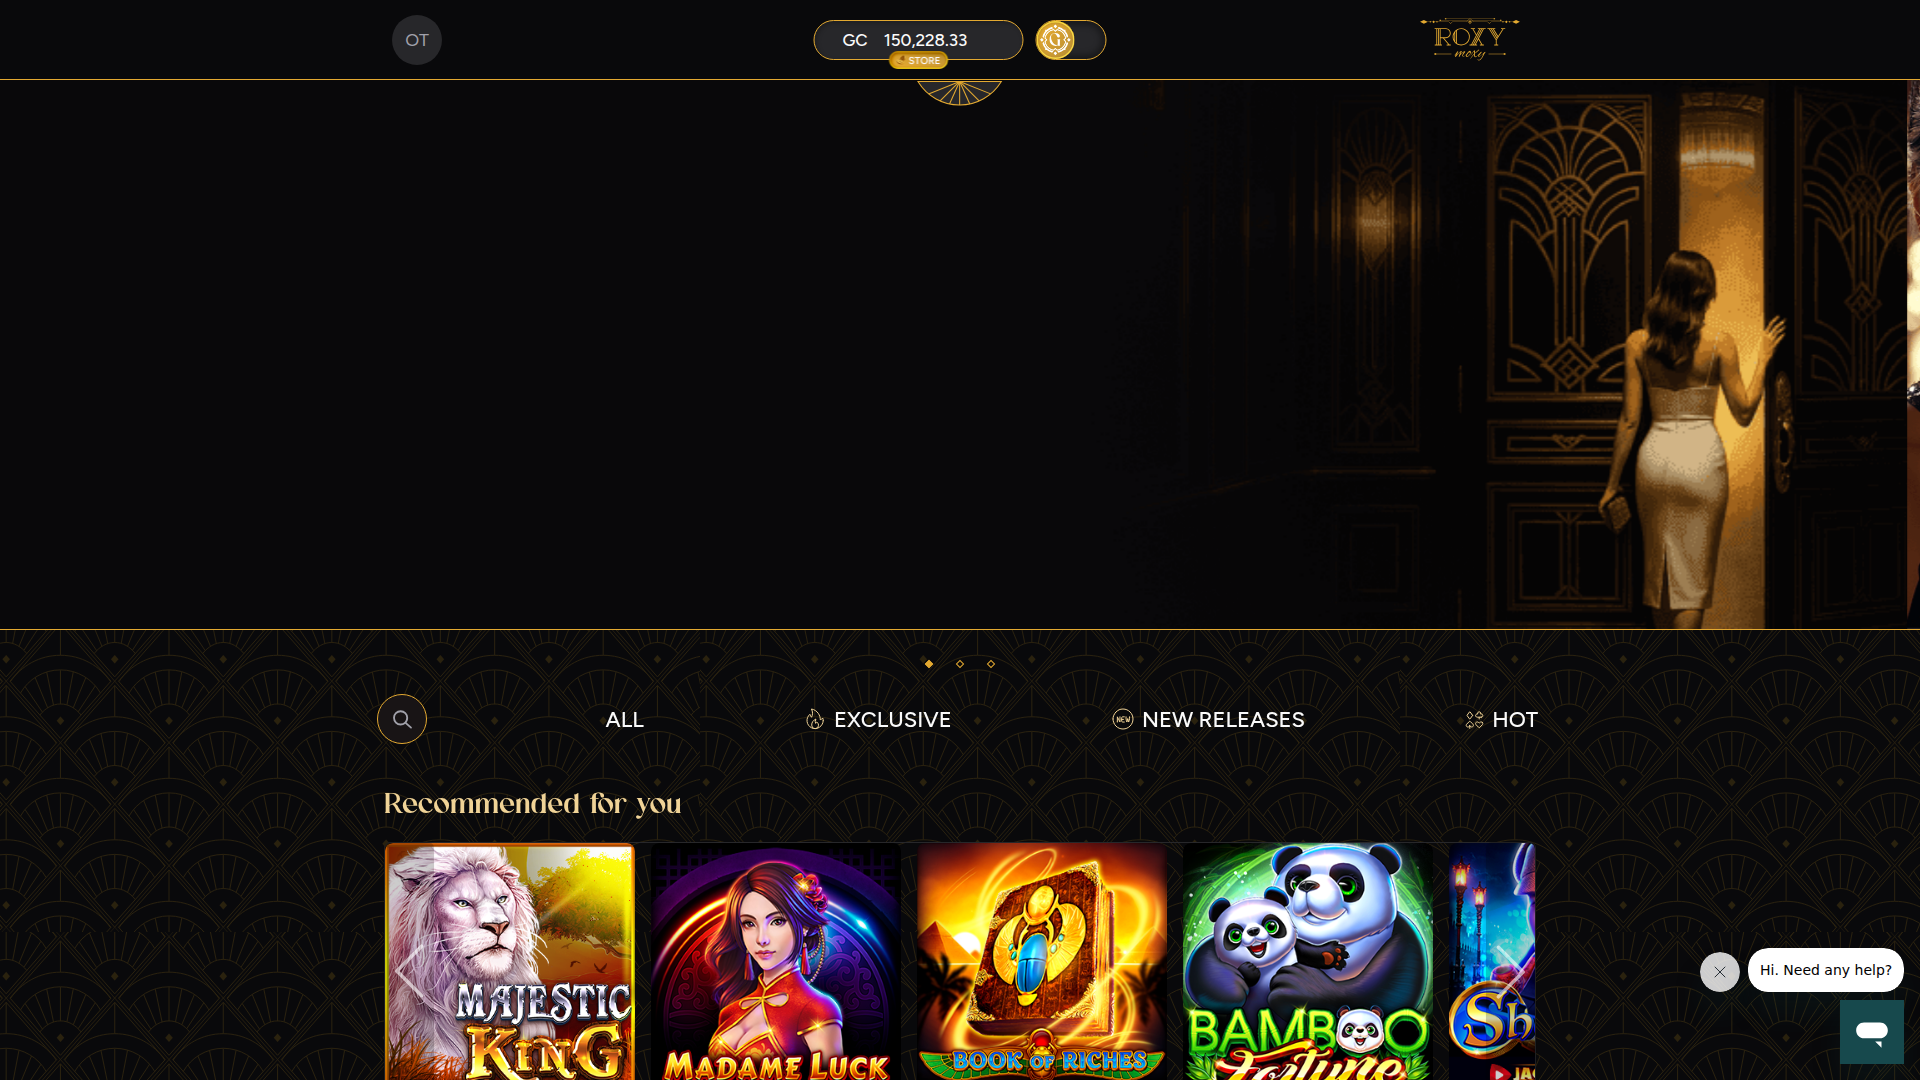 OT
GC 150,228.33
STORE
G
ROXY
moxy
ALL
EXCLUSIVE
NEW
NEW RELEASES
HOT
Recommended for you
MAJESTIC
KING
MADAME LUCK
BOOK OF RICHES
BAMBOO
Fortune
Sh
JAC
Hi. Need any help?